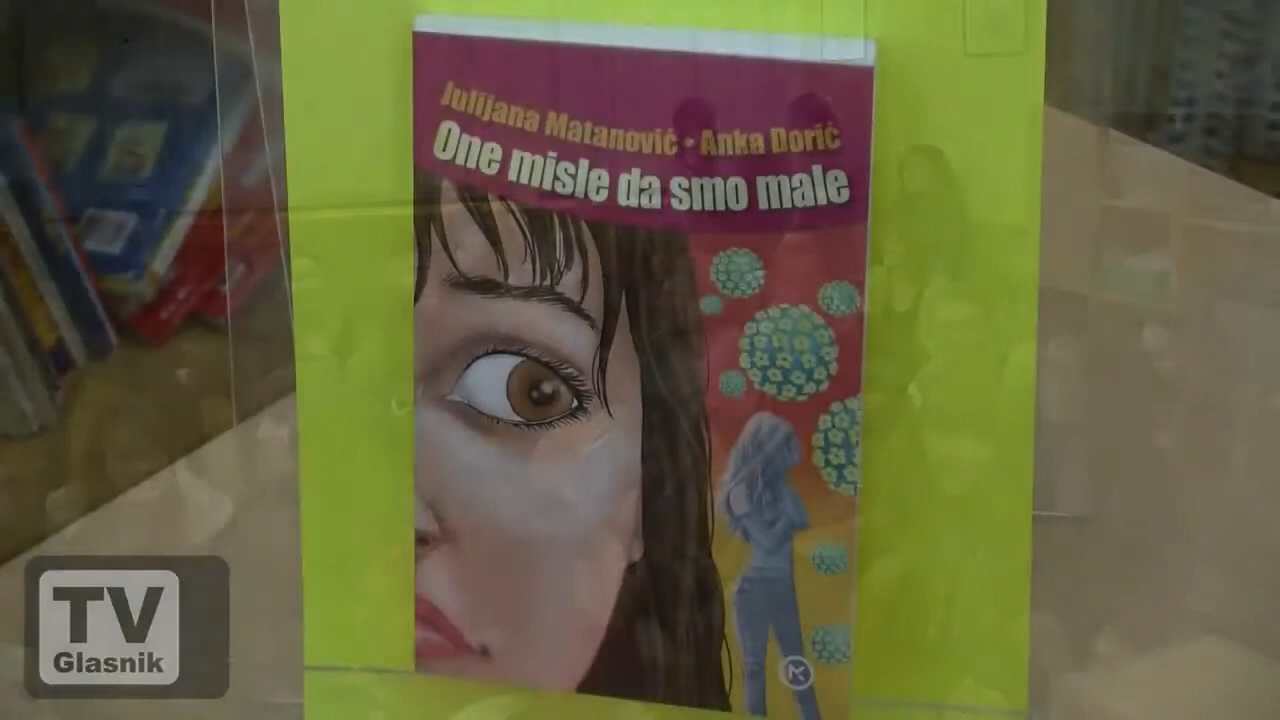 Julijana Matanović • Anka Dorić
One misle da smo male
TV
Glasnik